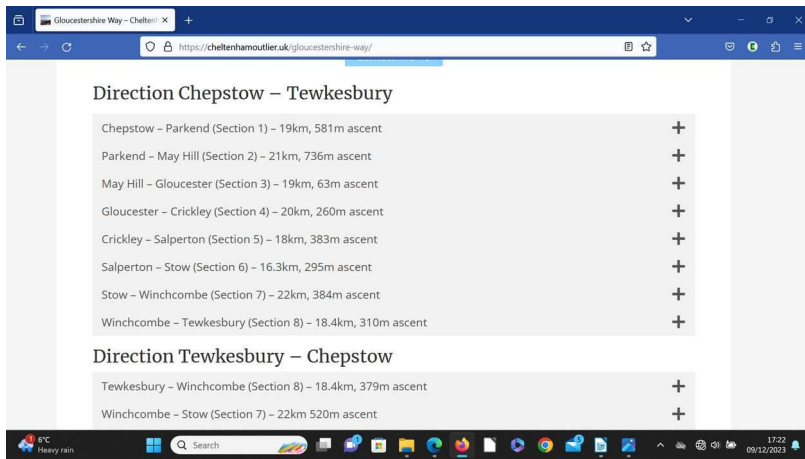 Gloucestershire Way – Chelten
https://cheltenhamoutlier.uk/gloucestershire-way/
Direction Chepstow – Tewkesbury
Chepstow – Parkend (Section 1) – 19km, 581m ascent
Parkend – May Hill (Section 2) – 21km, 736m ascent
May Hill – Gloucester (Section 3) – 19km, 63m ascent
Gloucester – Crickley (Section 4) – 20km, 260m ascent
Crickley – Salperton (Section 5) – 18km, 383m ascent
Salperton – Stow (Section 6) – 16.3km, 295m ascent
Stow – Winchcombe (Section 7) – 22km, 384m ascent
Winchcombe – Tewkesbury (Section 8) – 18.4km, 310m ascent
Direction Tewkesbury – Chepstow
Tewkesbury – Winchcombe (Section 8) – 18.4km, 379m ascent
Winchcombe – Stow (Section 7) – 22km 520m ascent
6°C
Heavy rain
Search
17:22
09/12/2023